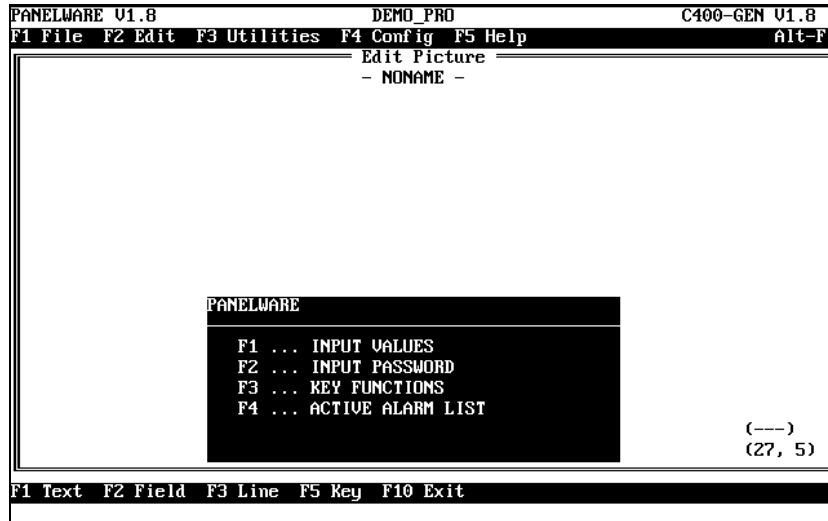 PANELWARE V1.8 DEMO_PRO C400-GEN V1.8
F1 File F2 Edit F3 Utilities F4 Config F5 Help Alt-F
Edit Picture
- NONAME -
PANELWARE
F1 ... INPUT VALUES
F2 ... INPUT PASSWORD
F3 ... KEY FUNCTIONS
F4 ... ACTIVE ALARM LIST
(---)
(27, 5)
F1 Text F2 Field F3 Line F5 Key F10 Exit